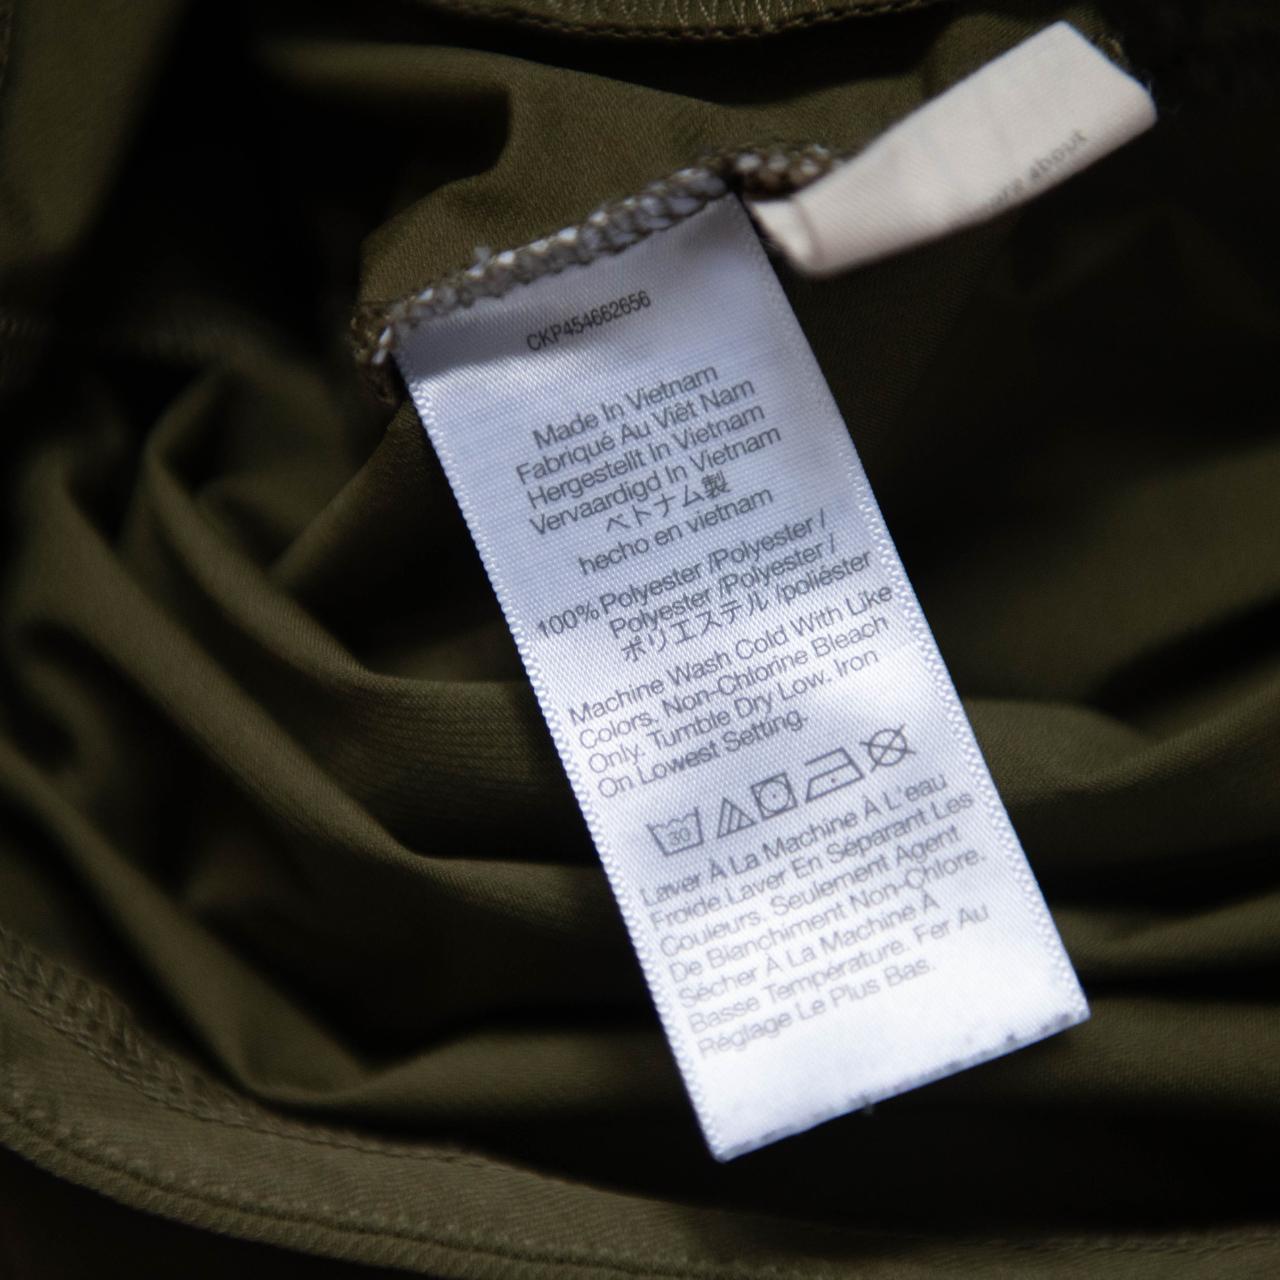 about
CKP454662656
Made In Vietnam
Fabriqué Au Viêt Nam
Hergestellt In Vietnam
Vervaardigd In Vietnam
ベトナム製
hecho en vietnam
100% Polyester /Polyester /
Polyester /Polyester /
ポリエステル /poliéster
Machine Wash Cold With Like
Colors. Non-Chlorine Bleach
Only. Tumble Dry Low. Iron
On Lowest Setting.
30
Laver À La Machine À L'eau
Froide Laver En Séparant Les
Couleurs. Seulement Agent
De Blanchiment Non-Chlore.
Sécher À La Machine À
Basse Température. Fer Au
Réglage Le Plus Bas.